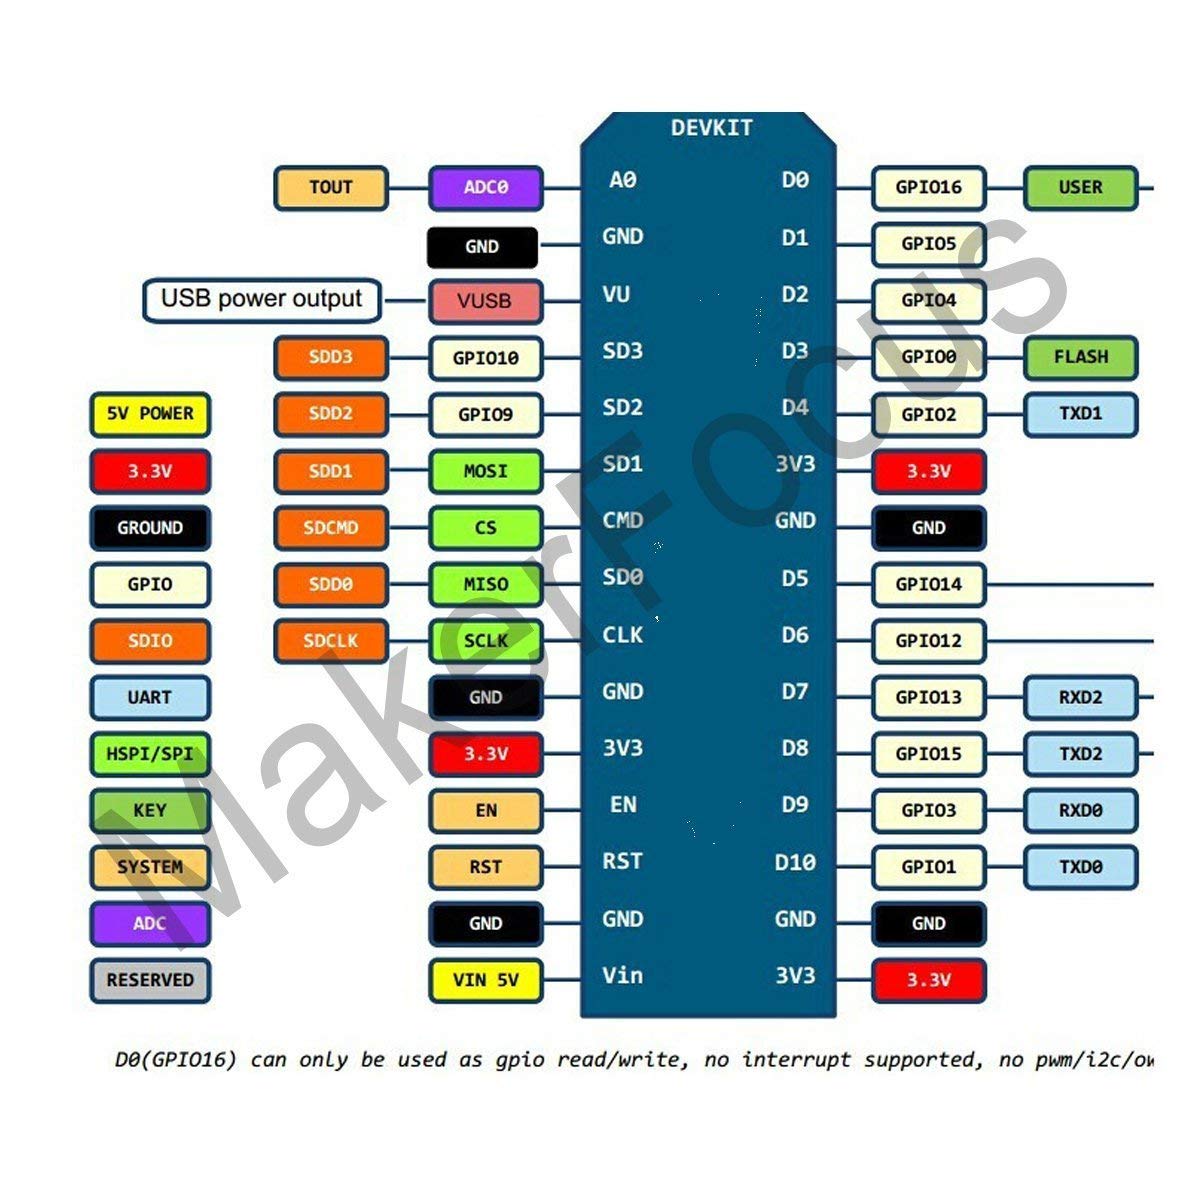 DEVKIT
TOUT ADC0 A0 D0 GPIO16 USER
GND GND D1 GPIO5
USB power output VUSB VU D2 GPIO4
SDD3 GPIO10 SD3 D3 GPIO0 FLASH
5V POWER SDD2 GPIO9 SD2 D4 GPIO2 TXD1
3.3V SDD1 MOSI SD1 3V3 3.3V
GROUND SDCMD CS CMD GND GND
GPIO SDD0 MISO SD0 D5 GPIO14
SDIO SDCLK SCLK CLK D6 GPIO12
UART GND GND D7 GPIO13 RXD2
HSPI/SPI 3.3V 3V3 D8 GPIO15 TXD2
KEY EN EN D9 GPIO3 RXD0
SYSTEM RST RST D10 GPIO1 TXD0
ADC GND GND GND GND
RESERVED VIN 5V Vin 3V3 3.3V
D0(GPIO16) can only be used as gpio read/write, no interrupt supported, no pwm/i2c/ow
MakerFocus